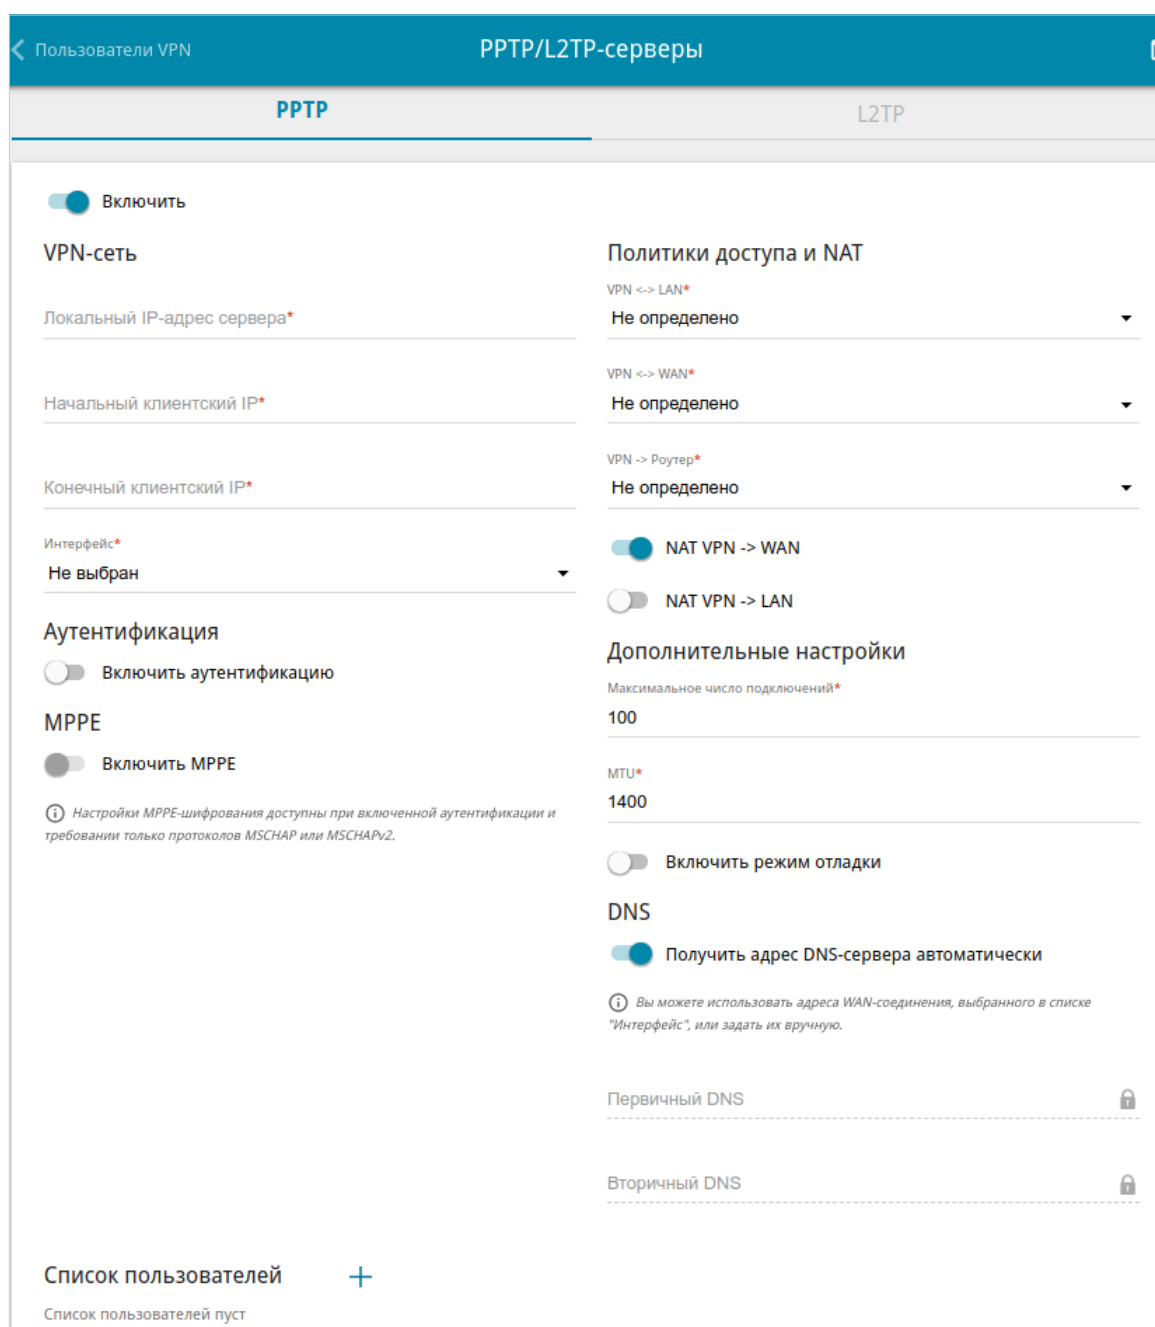 Пользователи VPN
PPTP/L2TP-серверы
PPTP
L2TP
Включить
VPN-сеть
Локальный IP-адрес сервера*
Начальный клиентский IP*
Конечный клиентский IP*
Интерфейс*
Не выбран
Аутентификация
Включить аутентификацию
MPPE
Включить MPPE
Настройки MPPE-шифрования доступны при включенной аутентификации и
требовании только протоколов MSCHAP или MSCHAPv2.
Политики доступа и NAT
VPN <-> LAN*
Не определено
VPN <-> WAN*
Не определено
VPN -> Роутер*
Не определено
NAT VPN -> WAN
NAT VPN -> LAN
Дополнительные настройки
Максимальное число подключений*
100
MTU*
1400
Включить режим отладки
DNS
Получить адрес DNS-сервера автоматически
Вы можете использовать адреса WAN-соединения, выбранного в списке
"Интерфейс", или задать их вручную.
Первичный DNS
Вторичный DNS
Список пользователей
Список пользователей пуст